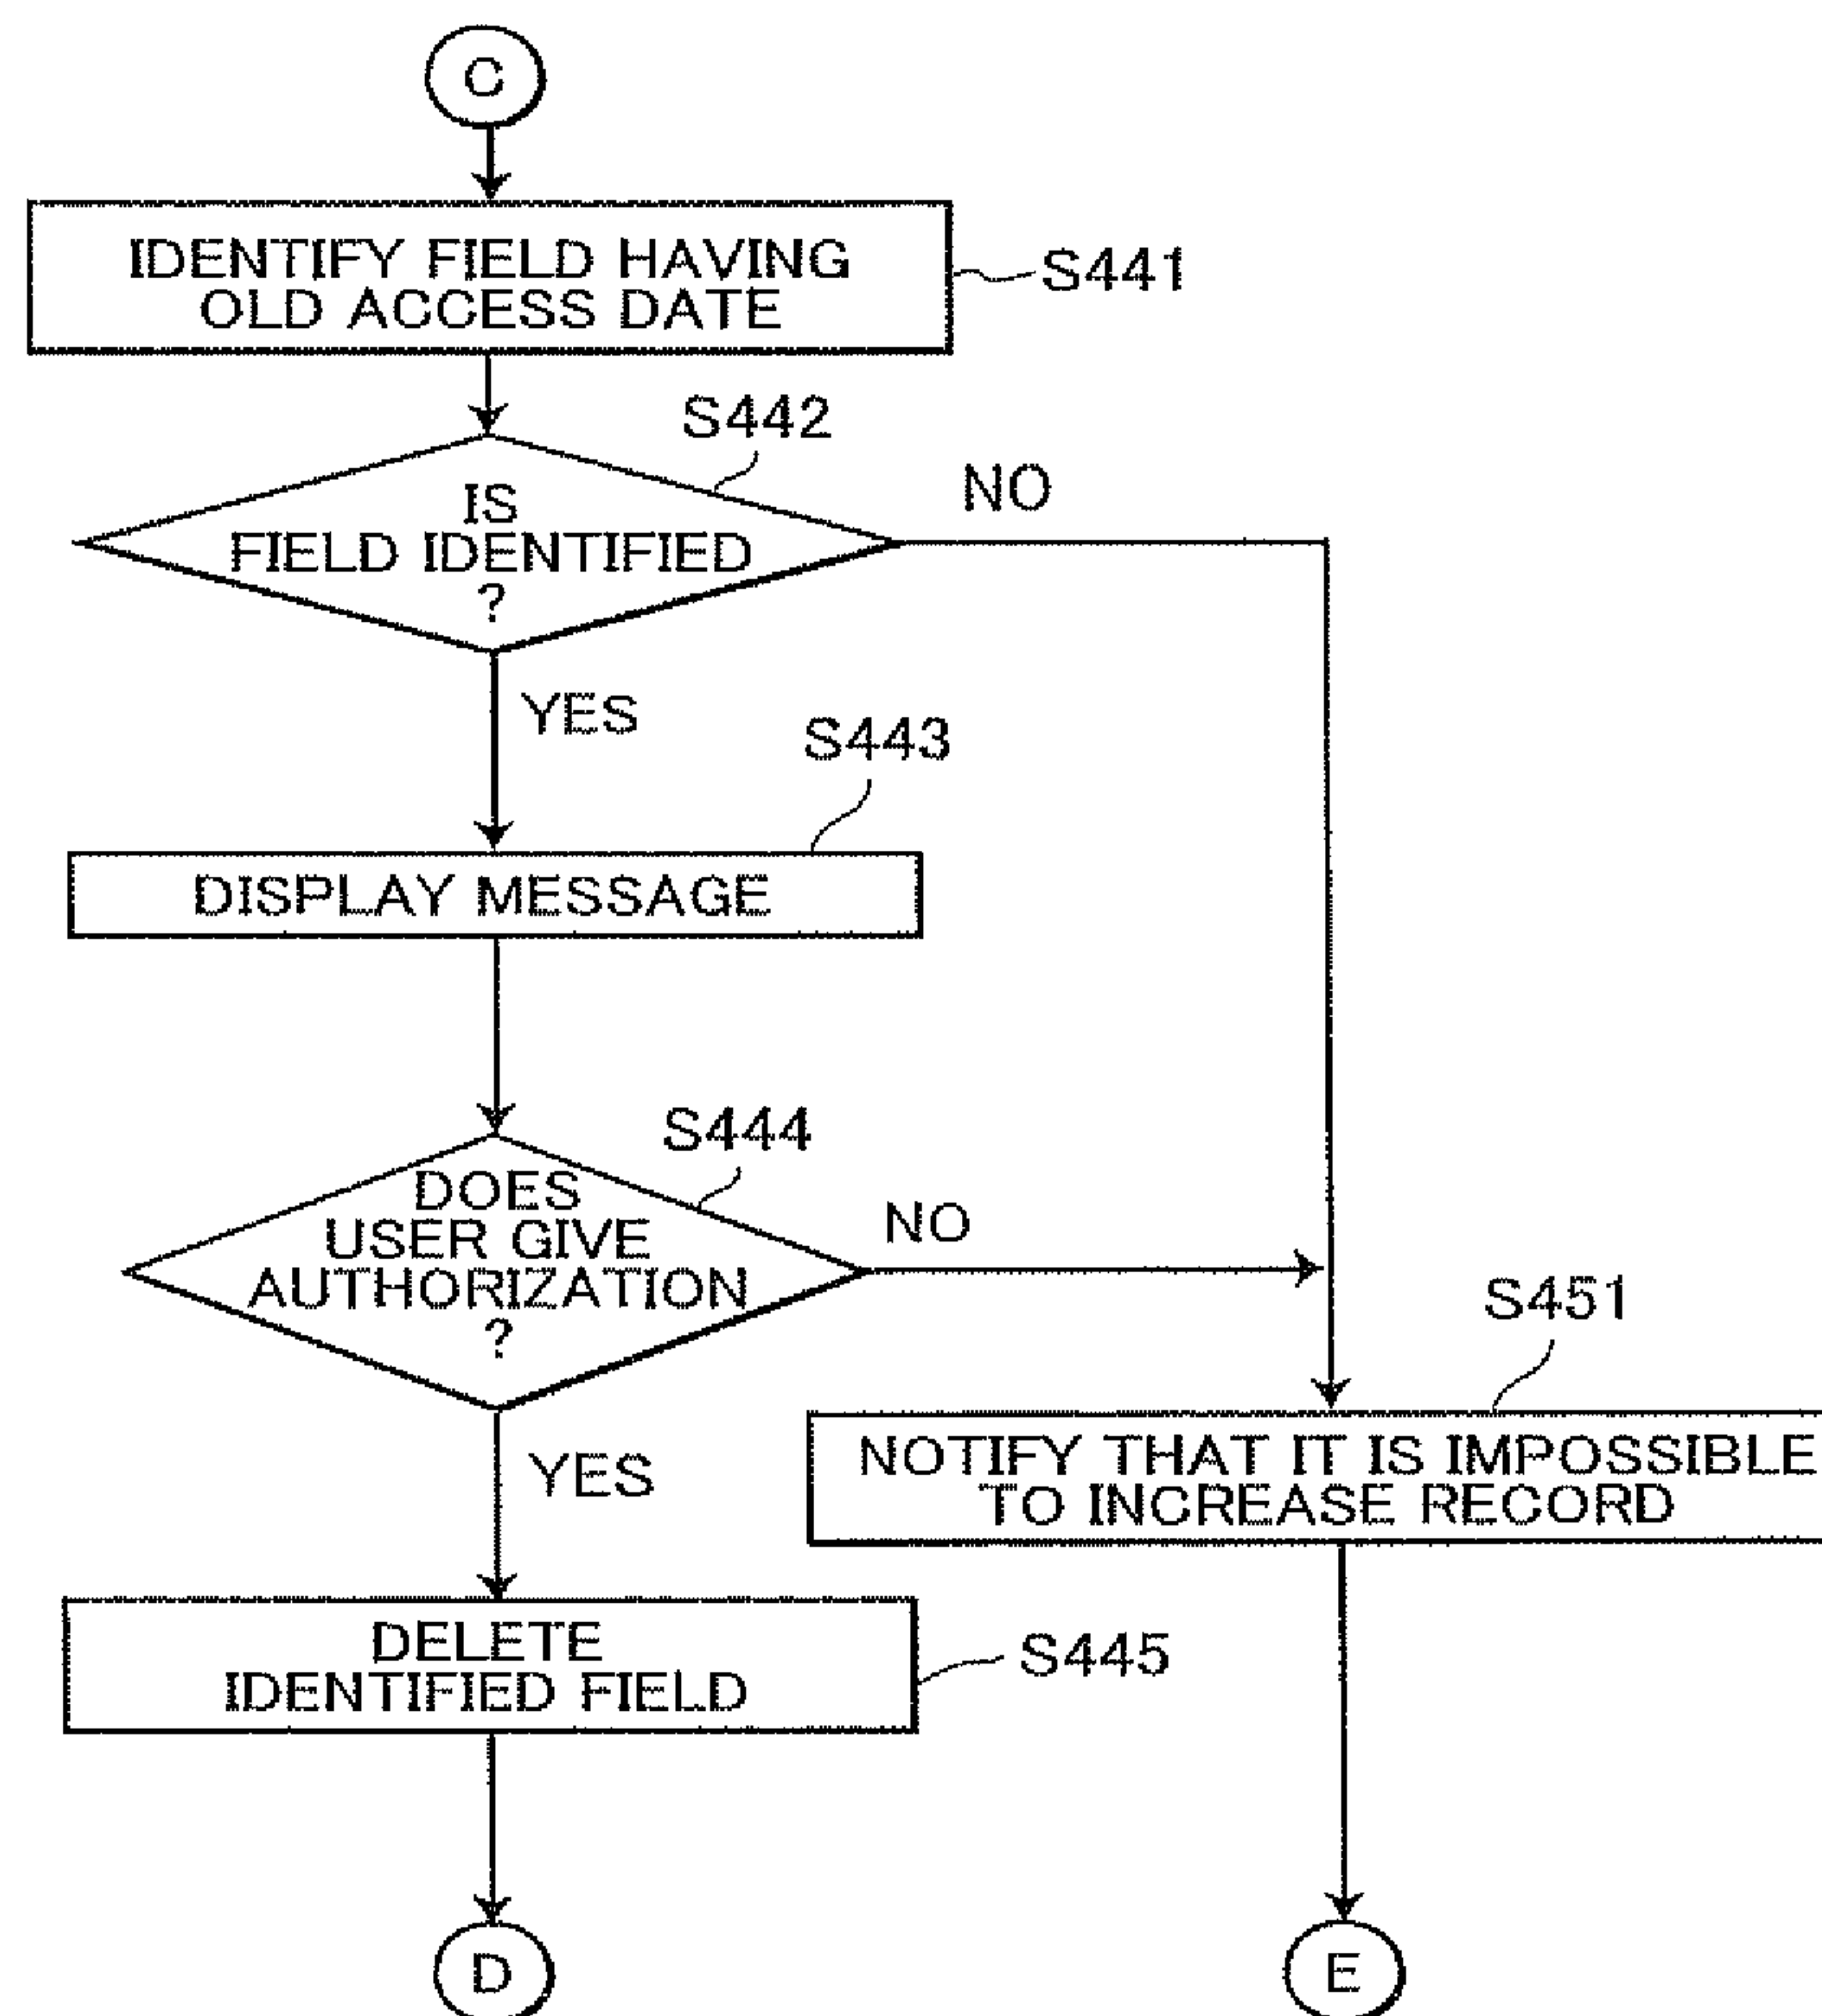 C
IDENTIFY FIELD HAVING
OLD ACCESS DATE
S441
S442
IS
FIELD IDENTIFIED
?
NO
YES
S443
DISPLAY MESSAGE
S444
DOES
USER GIVE
AUTHORIZATION
?
NO
YES
S451
NOTIFY THAT IT IS IMPOSSIBLE
TO INCREASE RECORD
DELETE
IDENTIFIED FIELD
S445
D
E